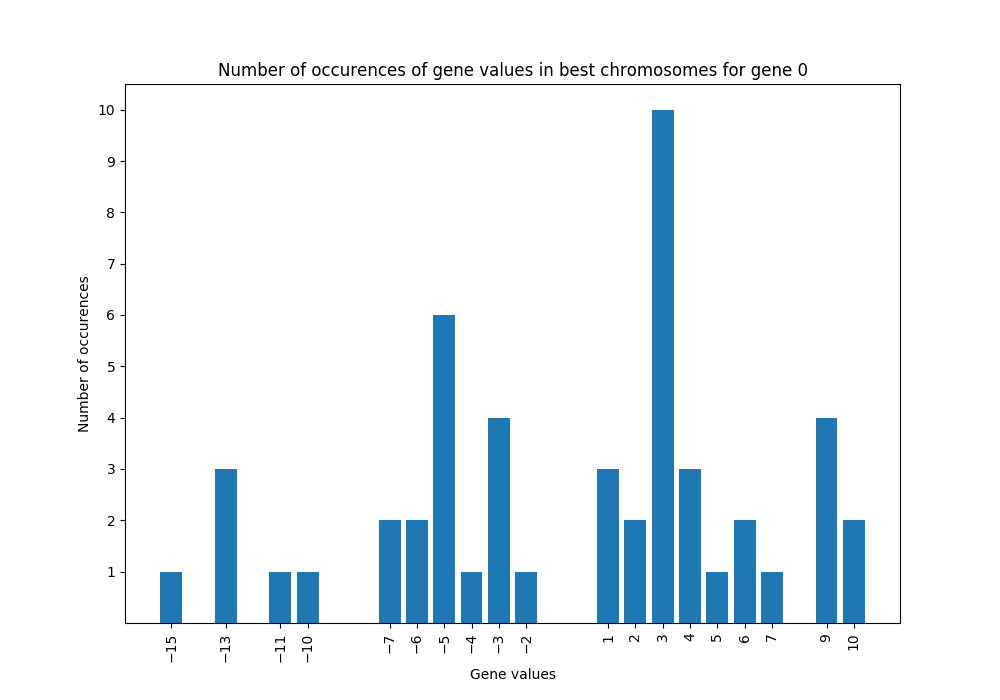 Number of occurences of gene values in best chromosomes for gene 0
Number of occurences
10
9
8
7
6
5
4
3
2
1
−15 −13 −11 −10 −7 −6 −5 −4 −3 −2 1 2 3 4 5 6 7 9 10
Gene values